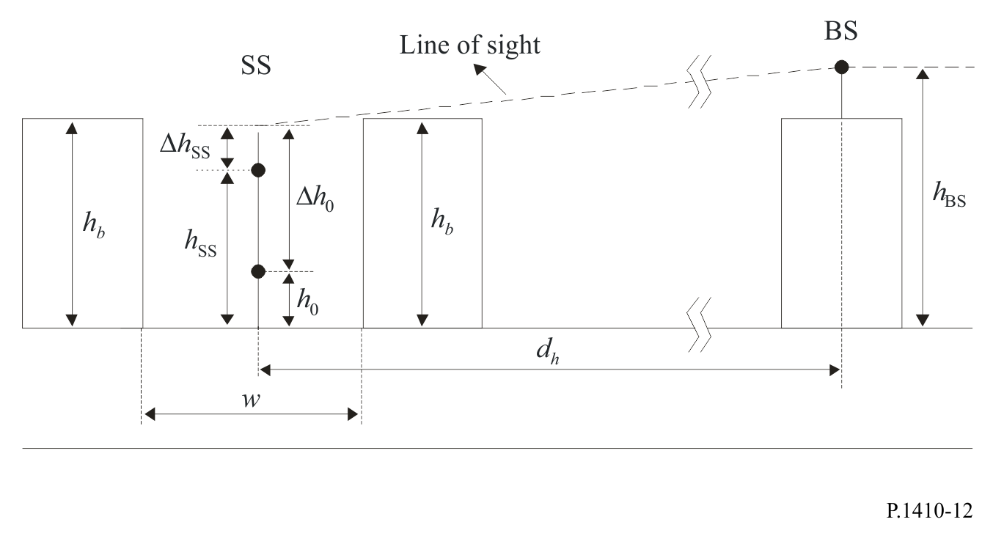 BS
Line of sight
SS
Δh_SS
Δh_0
h_b
h_SS
h_b
h_BS
h_0
d_h
w
P.1410-12